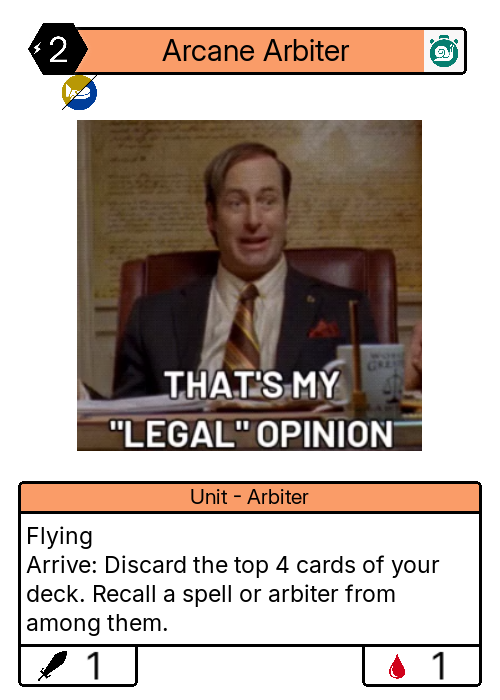 2
Arcane Arbiter
THAT'S MY
"LEGAL" OPINION
Unit - Arbiter
Flying
Arrive: Discard the top 4 cards of your
deck. Recall a spell or arbiter from
among them.
1
1